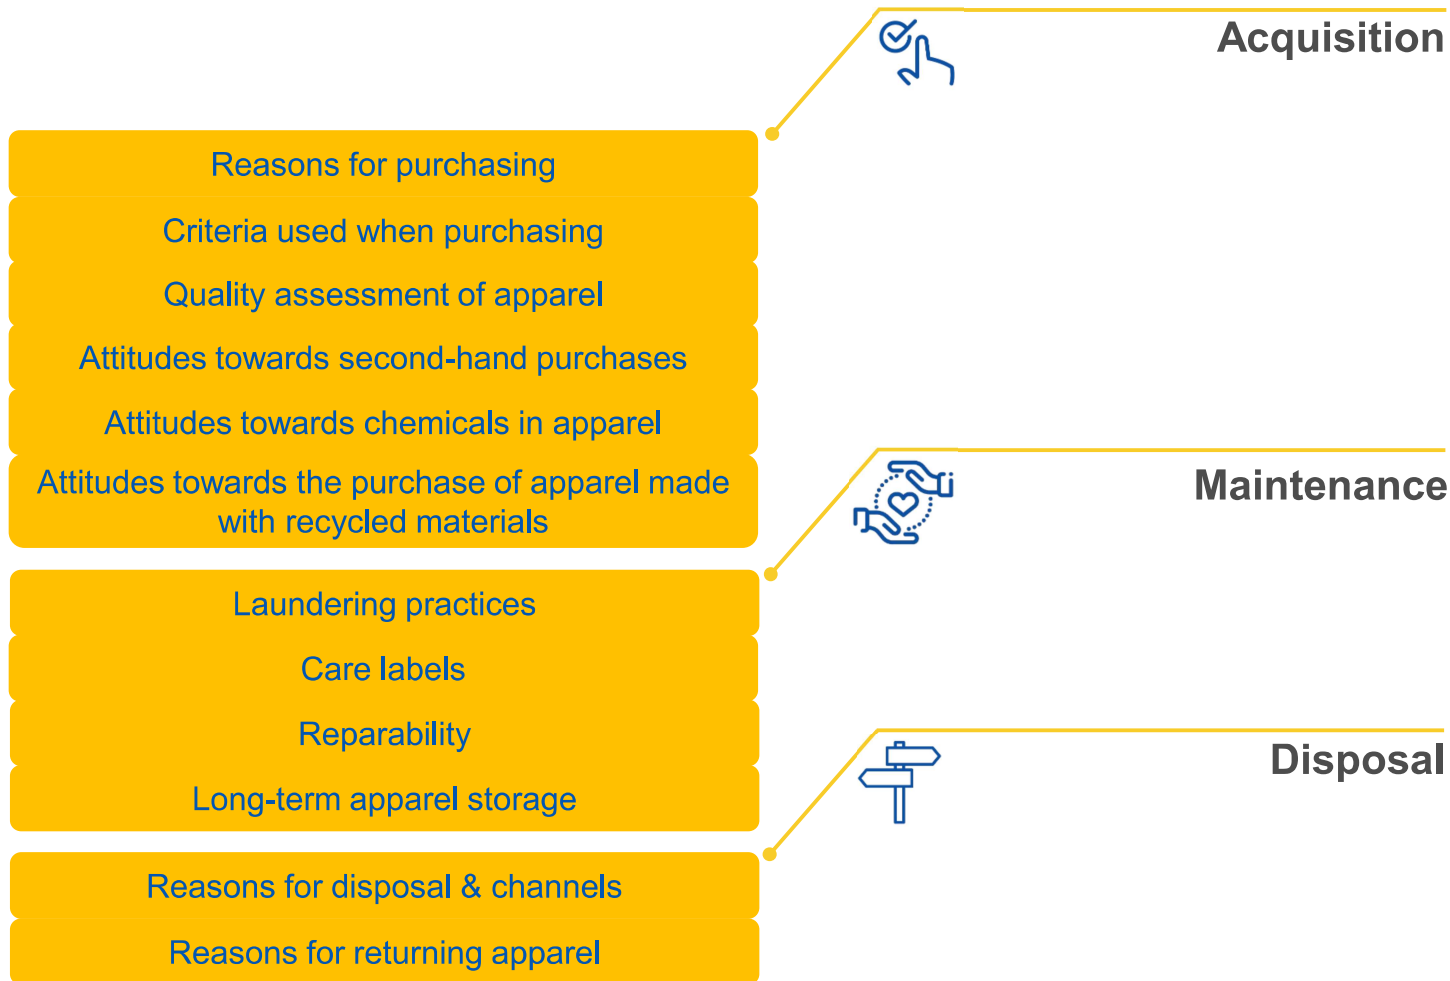 Acquisition
Reasons for purchasing
Criteria used when purchasing
Quality assessment of apparel
Attitudes towards second-hand purchases
Attitudes towards chemicals in apparel
Attitudes towards the purchase of apparel made
with recycled materials
Maintenance
Laundering practices
Care labels
Reparability
Long-term apparel storage
Disposal
Reasons for disposal & channels
Reasons for returning apparel